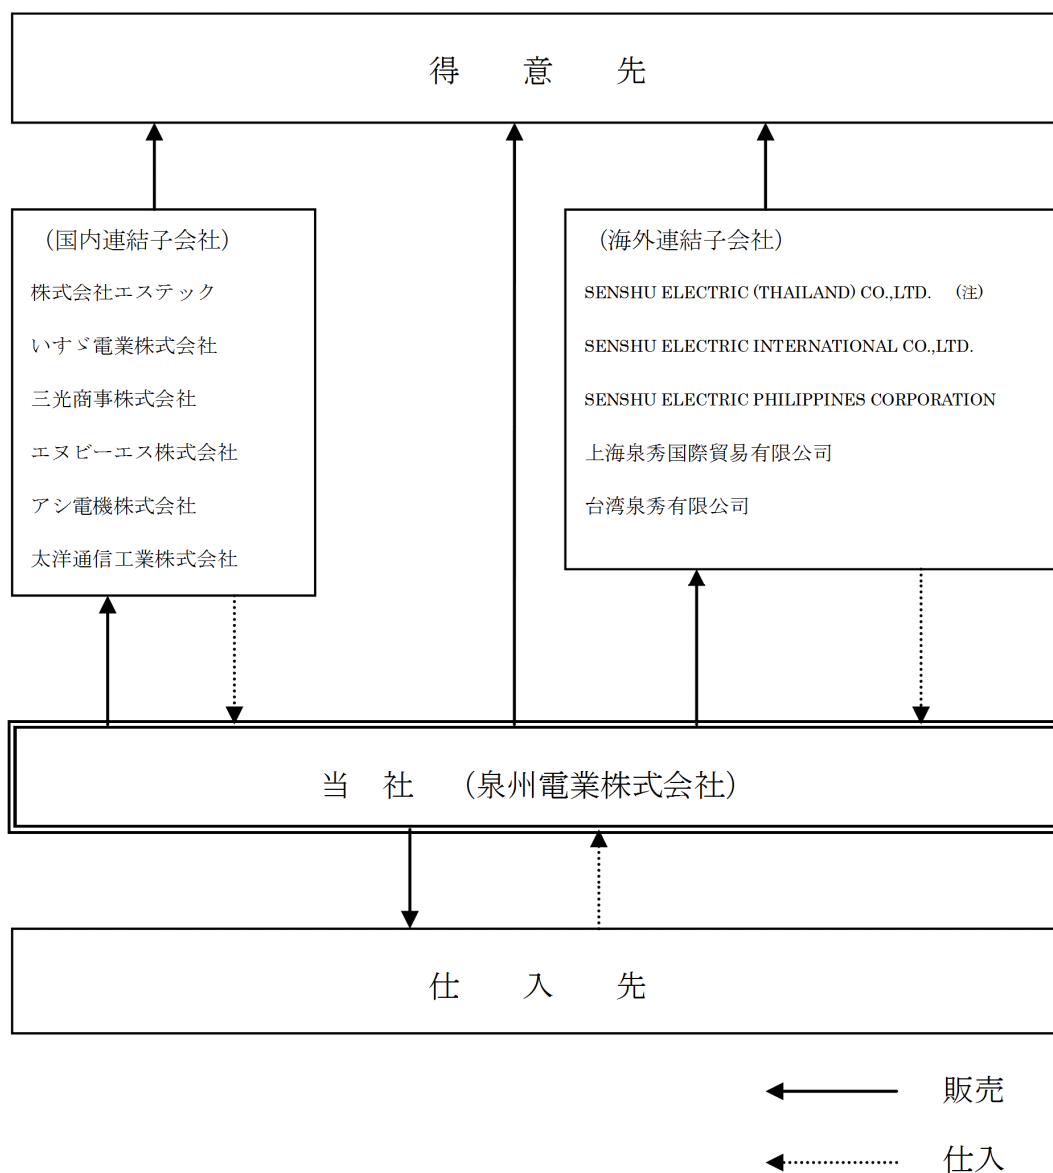 得 意 先
（国内連結子会社）
株式会社エステック
いすゞ電業株式会社
三光商事株式会社
エヌビーエス株式会社
アシ電機株式会社
太洋通信工業株式会社
（海外連結子会社）
SENSHU ELECTRIC (THAILAND) CO.,LTD. (注)
SENSHU ELECTRIC INTERNATIONAL CO.,LTD.
SENSHU ELECTRIC PHILIPPINES CORPORATION
上海泉秀国際貿易有限公司
台湾泉秀有限公司
当 社 （泉州電業株式会社）
仕 入 先
販売
仕入